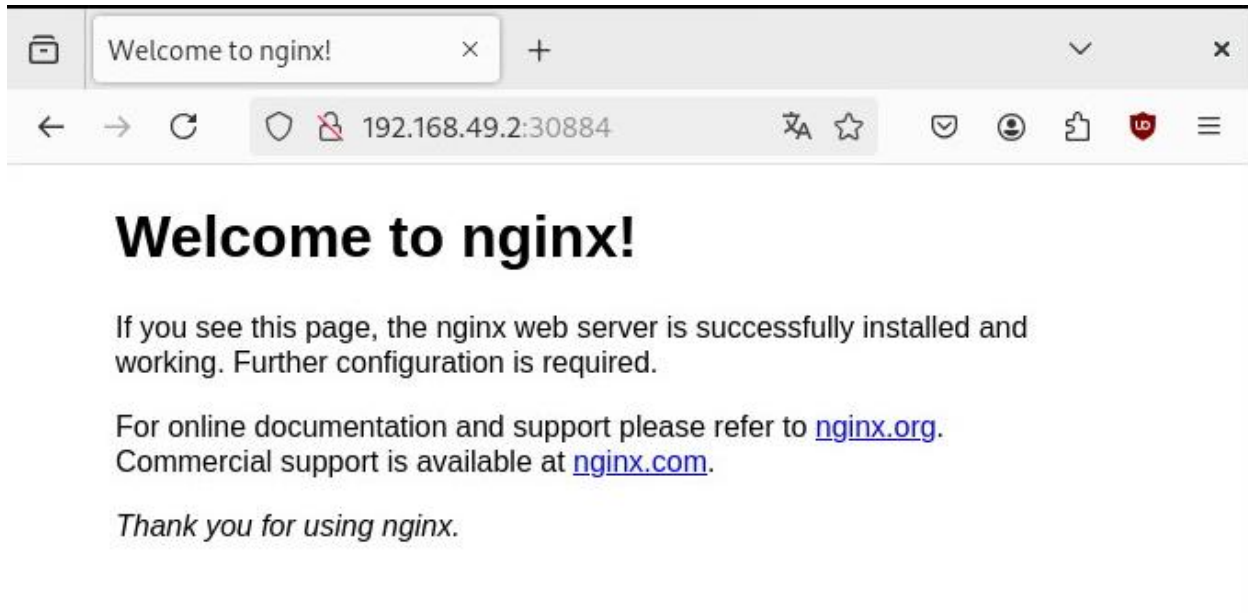 Welcome to nginx!
192.168.49.2:30884
Welcome to nginx!
If you see this page, the nginx web server is successfully installed and
working. Further configuration is required.
For online documentation and support please refer to nginx.org.
Commercial support is available at nginx.com.
Thank you for using nginx.